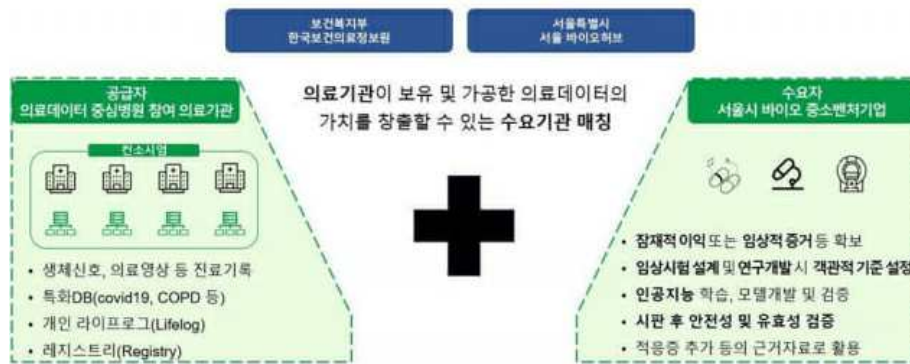 보건복지부
한국보건의료정보원
서울특별시
서울 바이오허브
공급자
의료데이터 중심병원 참여 의료기관
컨소시엄
• 생체신호, 의료영상 등 진료기록
• 특화DB(covid19, COPD 등)
• 개인 라이프로그(Lifelog)
• 레지스트리(Registry)
의료기관이 보유 및 가공한 의료데이터의
가치를 창출할 수 있는 수요기관 매칭
수요자
서울시 바이오 중소벤처기업
• 잠재적 이익 또는 임상적 증거 등 확보
• 임상시험 설계 및 연구개발 시 객관적 기준 설정
• 인공지능 학습, 모델개발 및 검증
• 시판 후 안전성 및 유효성 검증
• 적응증 추가 등의 근거자료로 활용